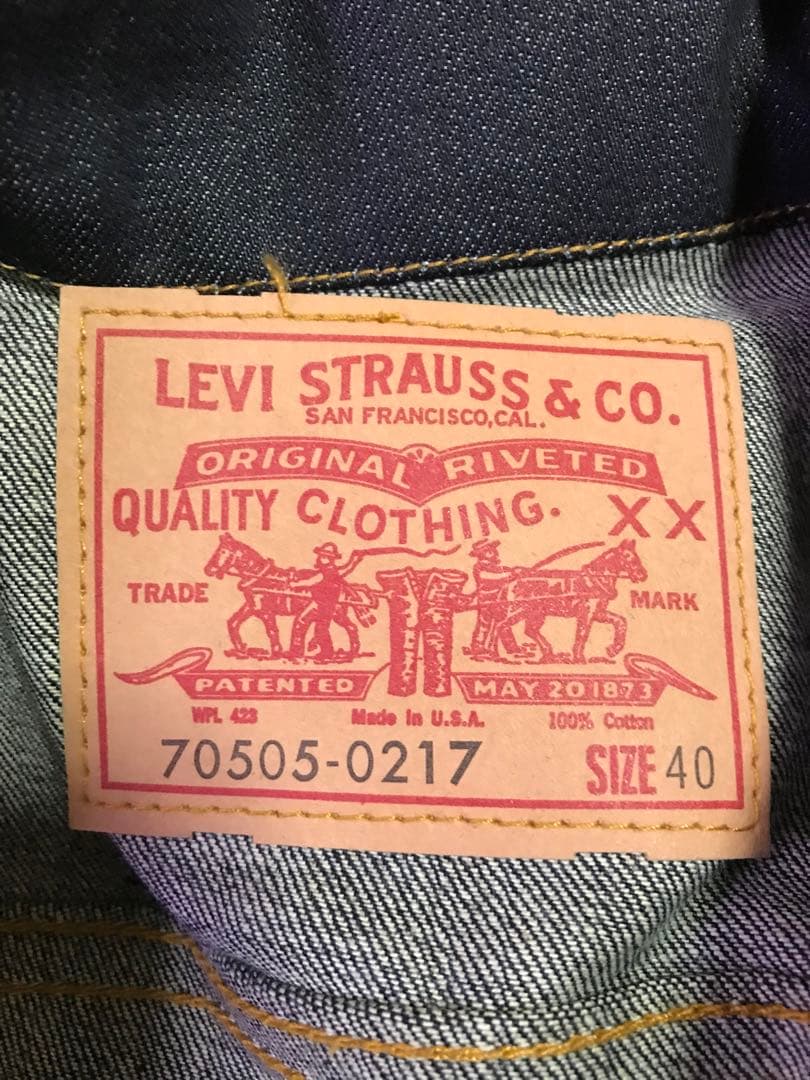 LEVI STRAUSS & CO.
SAN FRANCISCO, CAL.
ORIGINAL RIVETED
QUALITY CLOTHING. XX
TRADE MARK
PATENTED MAY 20 1873
WPL 423 Made in U.S.A. 100% Cotton
70505-0217 SIZE 40